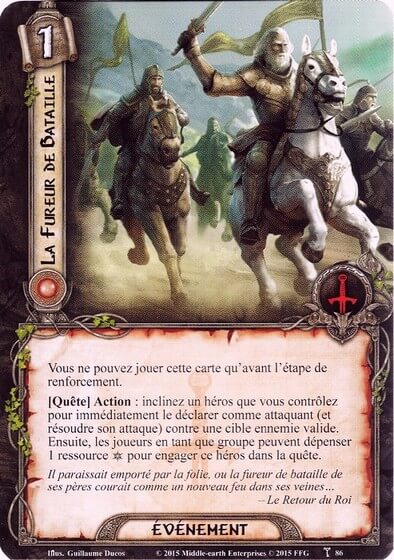 1
LA FUREUR DE BATAILLE
Vous ne pouvez jouer cette carte qu'avant l'étape de
renforcement.
[Quête] Action : inclinez un héros que vous contrôlez
pour immédiatement le déclarer comme attaquant (et
résoudre son attaque) contre une cible ennemie valide.
Ensuite, les joueurs en tant que groupe peuvent dépenser
1 ressource pour engager ce héros dans la quête.
Il paraissait emporté par la folie, ou la fureur de bataille de
ses pères courait comme un nouveau feu dans ses veines…
– Le Retour du Roi
ÉVÉNEMENT
Illus. Guillaume Ducos © 2015 Middle-earth Enterprises © 2015 FFG 86